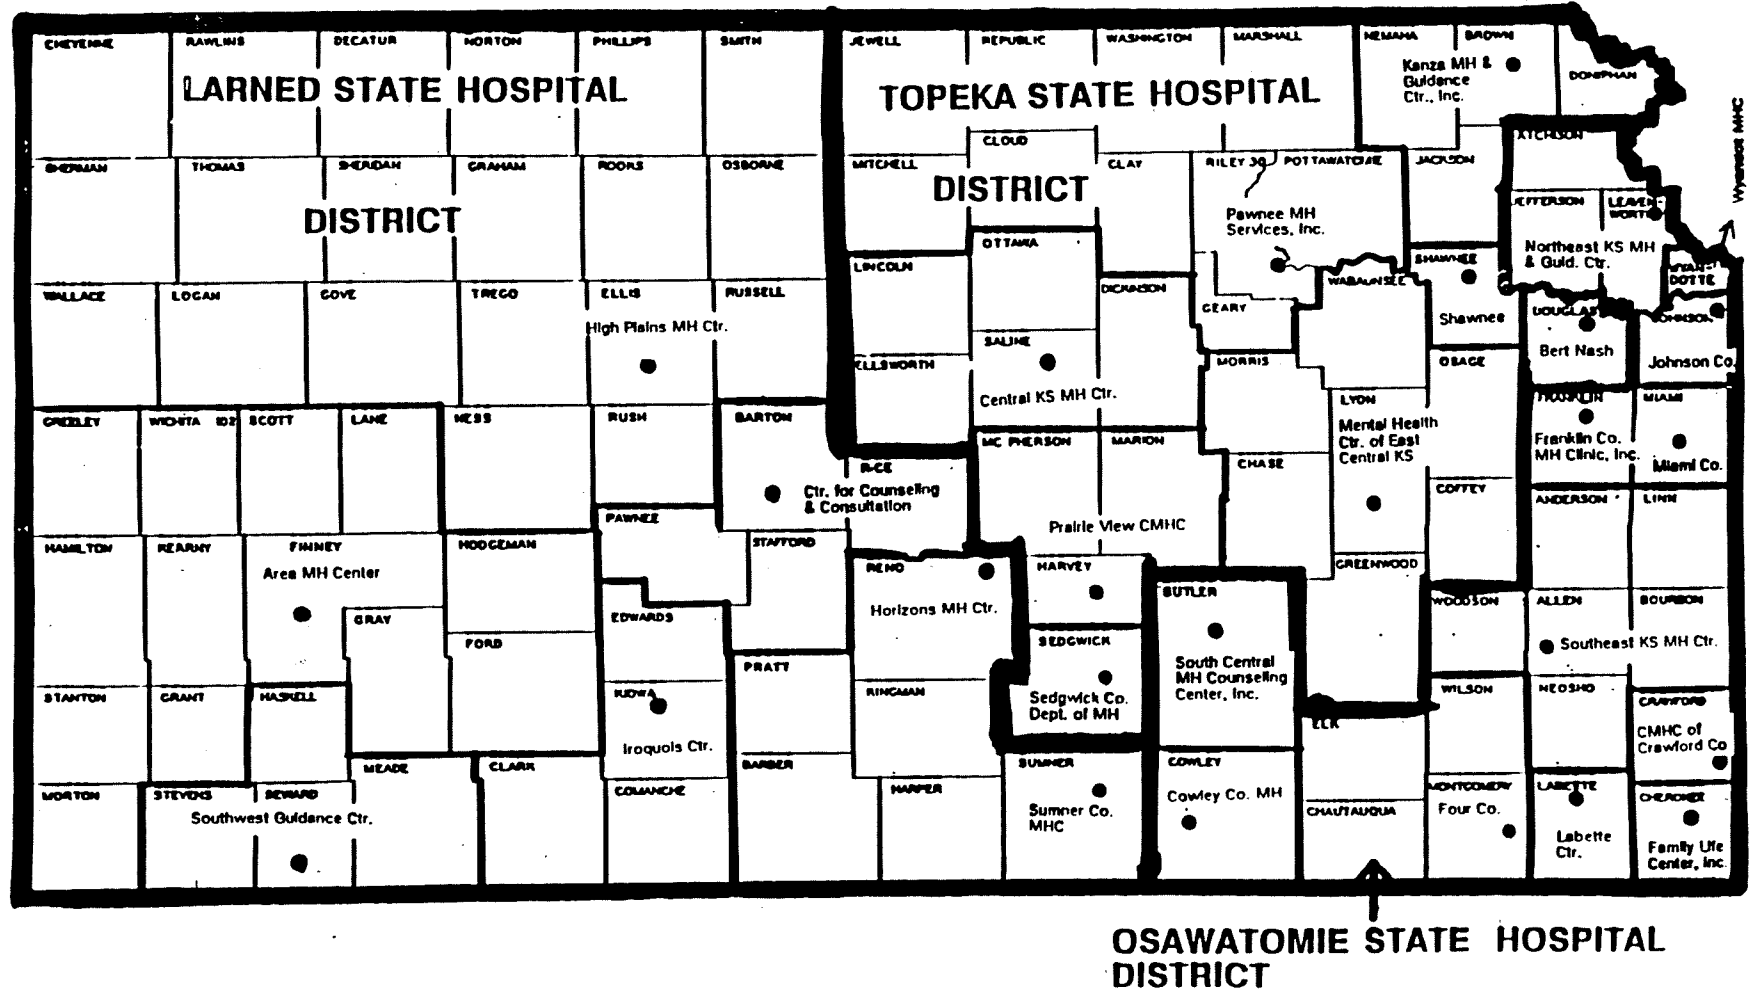 CHEYENNE
RAWLINS
DECATUR
NORTON
PHILLIPS
SMITH
JEWELL
REPUBLIC
WASHINGTON
MARSHALL
NEMAHA
BROWN
DONIPHAN
LARNED STATE HOSPITAL
TOPEKA STATE HOSPITAL
Kanza MH &
Guidance
Ctr., Inc.
Wyandot MHC
ATCHISON
SHERMAN
THOMAS
SHERIDAN
GRAHAM
ROOKS
OSBORNE
MITCHELL
CLOUD
CLAY
RILEY
POTTAWATOMIE
JACKSON
DISTRICT
DISTRICT
Pawnee MH
Services, Inc.
JEFFERSON
LEAVEN-
WORTH
Northeast KS MH
& Guid. Ctr.
WYAN-
DOTTE
WALLACE
LOGAN
GOVE
TREGO
ELLIS
RUSSELL
LINCOLN
OTTAWA
DICKINSON
GEARY
WABAUNSEE
SHAWNEE
Shawnee
DOUGLAS
JOHNSON
High Plains MH Ctr.
ELLSWORTH
SALINE
Central KS MH Ctr.
MORRIS
OSAGE
Bert Nash
Johnson Co.
GREELEY
WICHITA 102
SCOTT
LANE
NESS
RUSH
BARTON
RICE
MC PHERSON
MARION
CHASE
LYON
Mental Health
Ctr. of East
Central KS
COFFEY
FRANKLIN
Franklin Co.
MH Clinic, Inc.
MIAMI
Miami Co.
Ctr. for Counseling
& Consultation
Prairie View CMHC
ANDERSON
LINN
HAMILTON
KEARNY
FINNEY
Area MH Center
HODGEMAN
PAWNEE
STAFFORD
RENO
Horizons MH Ctr.
HARVEY
BUTLER
GREENWOOD
WOODSON
ALLEN
BOURBON
Southeast KS MH Ctr.
GRAY
FORD
EDWARDS
PRATT
SEDGWICK
Sedgwick Co.
Dept. of MH
South Central
MH Counseling
Center, Inc.
STANTON
GRANT
HASKELL
KIOWA
Iroquois Ctr.
KINGMAN
ELK
WILSON
NEOSHO
CRAWFORD
CMHC of
Crawford Co
MORTON
STEVENS
SEWARD
Southwest Guidance Ctr.
MEADE
CLARK
COMANCHE
BARBER
HARPER
SUMNER
Sumner Co.
MHC
COWLEY
Cowley Co. MH
CHAUTAUQUA
MONTGOMERY
Four Co.
LABETTE
Labette
Ctr.
CHEROKEE
Family Life
Center, Inc.
OSAWATOMIE STATE HOSPITAL
DISTRICT